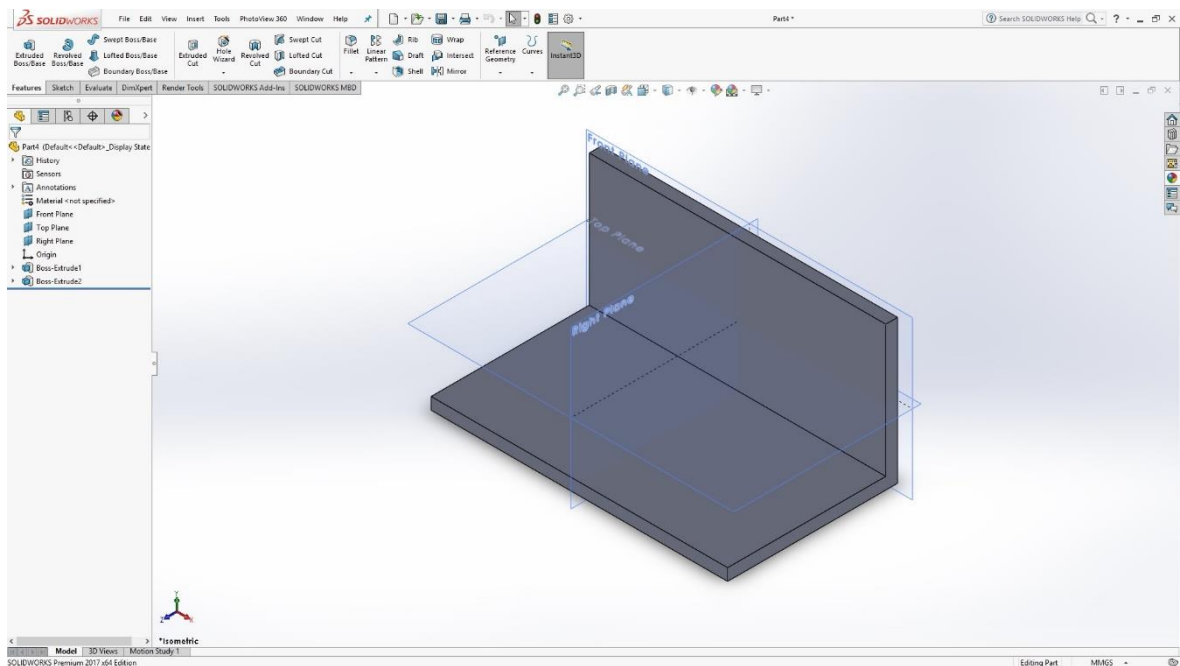 SOLIDWORKS File Edit View Insert Tools PhotoView 360 Window Help Part4 * Search SOLIDWORKS Help
Extruded Boss/Base
Revolved Boss/Base
Swept Boss/Base
Lofted Boss/Base
Boundary Boss/Base
Extruded Cut
Hole Wizard
Revolved Cut
Swept Cut
Lofted Cut
Boundary Cut
Fillet
Linear Pattern
Rib
Draft
Shell
Wrap
Intersect
Mirror
Reference Geometry
Curves
Instant3D
Features Sketch Evaluate DimXpert Render Tools SOLIDWORKS Add-Ins SOLIDWORKS MBD
Part4 (Default<<Default>_Display State
History
Sensors
Annotations
Material <not specified>
Front Plane
Top Plane
Right Plane
Origin
Boss-Extrude1
Boss-Extrude2
Front Plane
Top Plane
Right Plane
Y
Z
X
*Isometric
Model 3D Views Motion Study 1
SOLIDWORKS Premium 2017 x64 Edition Editing Part MMGS